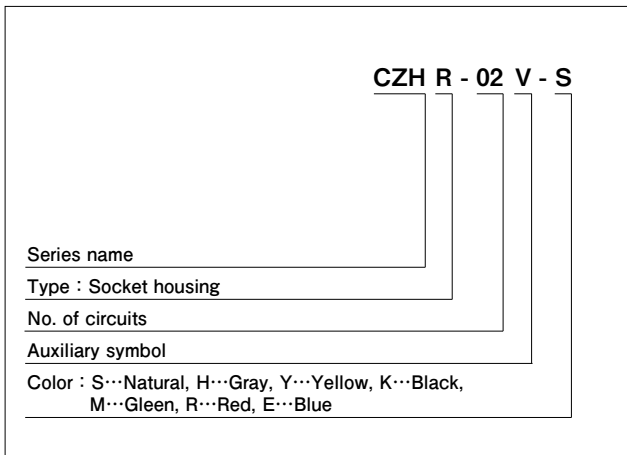 CZH R - 02 V - S
Series name
Type : Socket housing
No. of circuits
Auxiliary symbol
Color : S…Natural, H…Gray, Y…Yellow, K…Black,
M…Gleen, R…Red, E…Blue